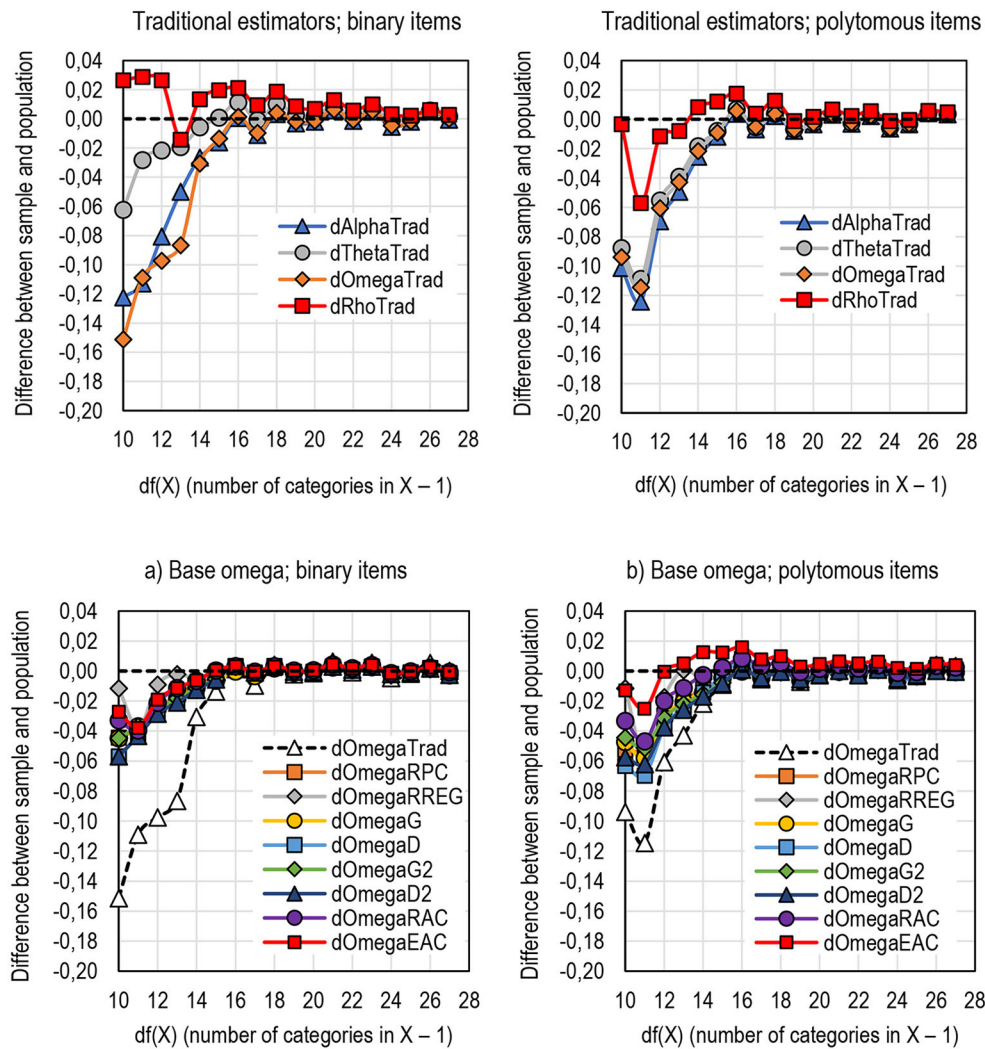 Traditional estimators; binary items
Difference between sample and population
0,04
0,02
0,00
-0,02
-0,04
-0,06
-0,08
-0,10
-0,12
-0,14
-0,16
-0,18
-0,20
dAlphaTrad
dThetaTrad
dOmegaTrad
dRhoTrad
10 12 14 16 18 20 22 24 26 28
df(X) (number of categories in X – 1)
Traditional estimators; polytomous items
Difference between sample and population
0,04
0,02
0,00
-0,02
-0,04
-0,06
-0,08
-0,10
-0,12
-0,14
-0,16
-0,18
-0,20
dAlphaTrad
dThetaTrad
dOmegaTrad
dRhoTrad
10 12 14 16 18 20 22 24 26 28
df(X) (number of categories in X – 1)
a) Base omega; binary items
Difference between sample and population
0,04
0,02
0,00
-0,02
-0,04
-0,06
-0,08
-0,10
-0,12
-0,14
-0,16
-0,18
-0,20
dOmegaTrad
dOmegaRPC
dOmegaRREG
dOmegaG
dOmegaD
dOmegaG2
dOmegaD2
dOmegaRAC
dOmegaEAC
10 12 14 16 18 20 22 24 26 28
df(X) (number of categories in X – 1)
b) Base omega; polytomous items
Difference between sample and population
0,04
0,02
0,00
-0,02
-0,04
-0,06
-0,08
-0,10
-0,12
-0,14
-0,16
-0,18
-0,20
dOmegaTrad
dOmegaRPC
dOmegaRREG
dOmegaG
dOmegaD
dOmegaG2
dOmegaD2
dOmegaRAC
dOmegaEAC
10 12 14 16 18 20 22 24 26 28
df(X) (number of categories in X – 1)